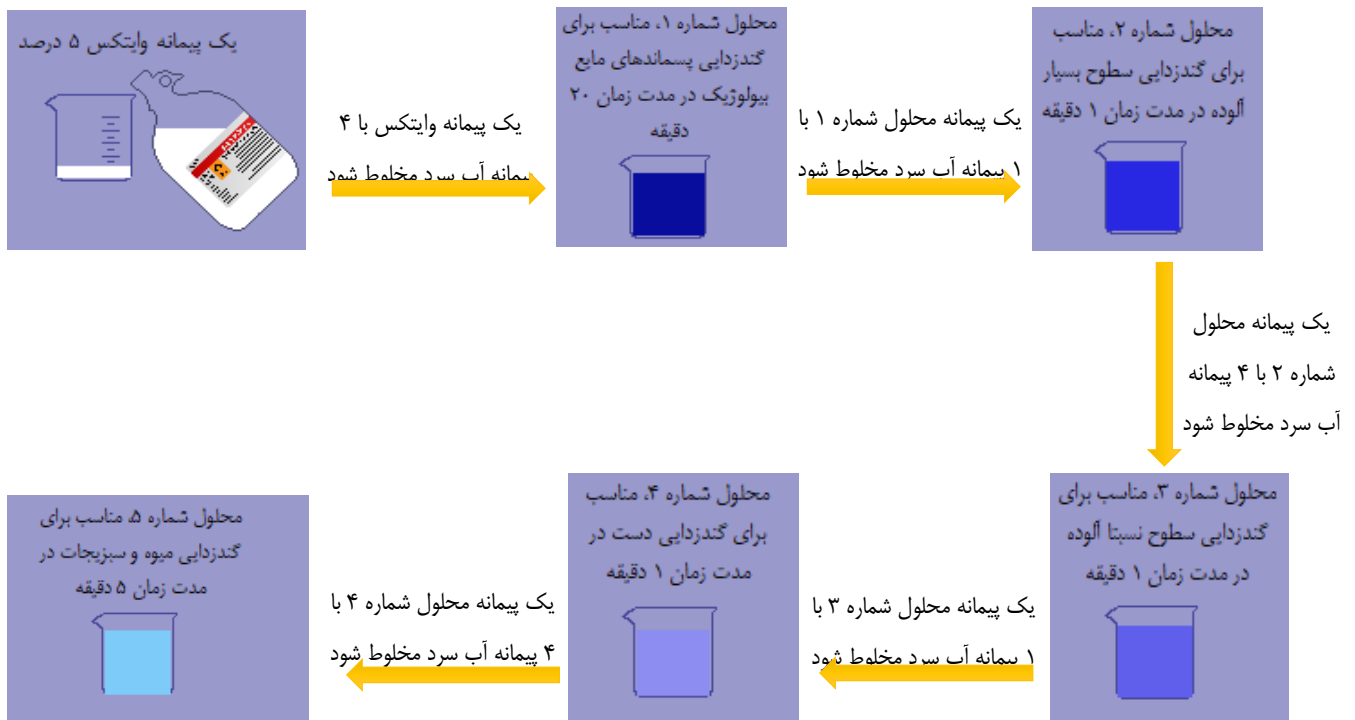 یک پیمانه وایتکس ۵ درصد
یک پیمانه وایتکس با ۴
پیمانه آب سرد مخلوط شود
محلول شماره ۱، مناسب برای
گندزدایی پسماندهای مایع
بیولوژیک در مدت زمان ۲۰
دقیقه
یک پیمانه محلول شماره ۱ با
۱ پیمانه آب سرد مخلوط شود
محلول شماره ۲، مناسب
برای گندزدایی سطوح بسیار
آلوده در مدت زمان ۱ دقیقه
یک پیمانه محلول
شماره ۲ با ۴ پیمانه
آب سرد مخلوط شود
محلول شماره ۳، مناسب برای
گندزدایی سطوح نسبتا آلوده
در مدت زمان ۱ دقیقه
یک پیمانه محلول شماره ۳ با
۱ پیمانه آب سرد مخلوط شود
محلول شماره ۴، مناسب
برای گندزدایی دست در
مدت زمان ۱ دقیقه
یک پیمانه محلول شماره ۴ با
۴ پیمانه آب سرد مخلوط شود
محلول شماره ۵، مناسب برای
گندزدایی میوه و سبزیجات در
مدت زمان ۵ دقیقه